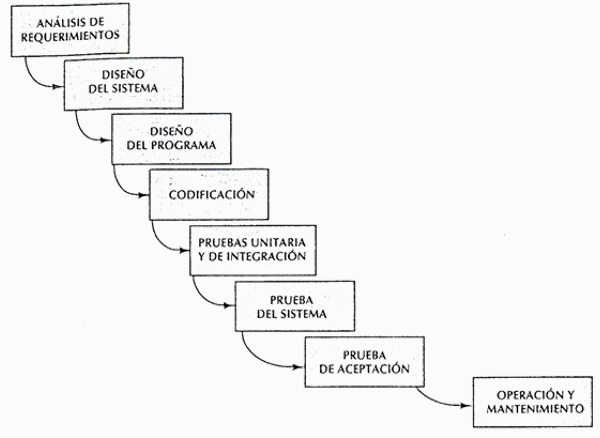 ANÁLISIS DE
REQUERIMIENTOS
DISEÑO
DEL SISTEMA
DISEÑO
DEL PROGRAMA
CODIFICACIÓN
PRUEBAS UNITARIA
Y DE INTEGRACIÓN
PRUEBA
DEL SISTEMA
PRUEBA
DE ACEPTACIÓN
OPERACIÓN Y
MANTENIMIENTO